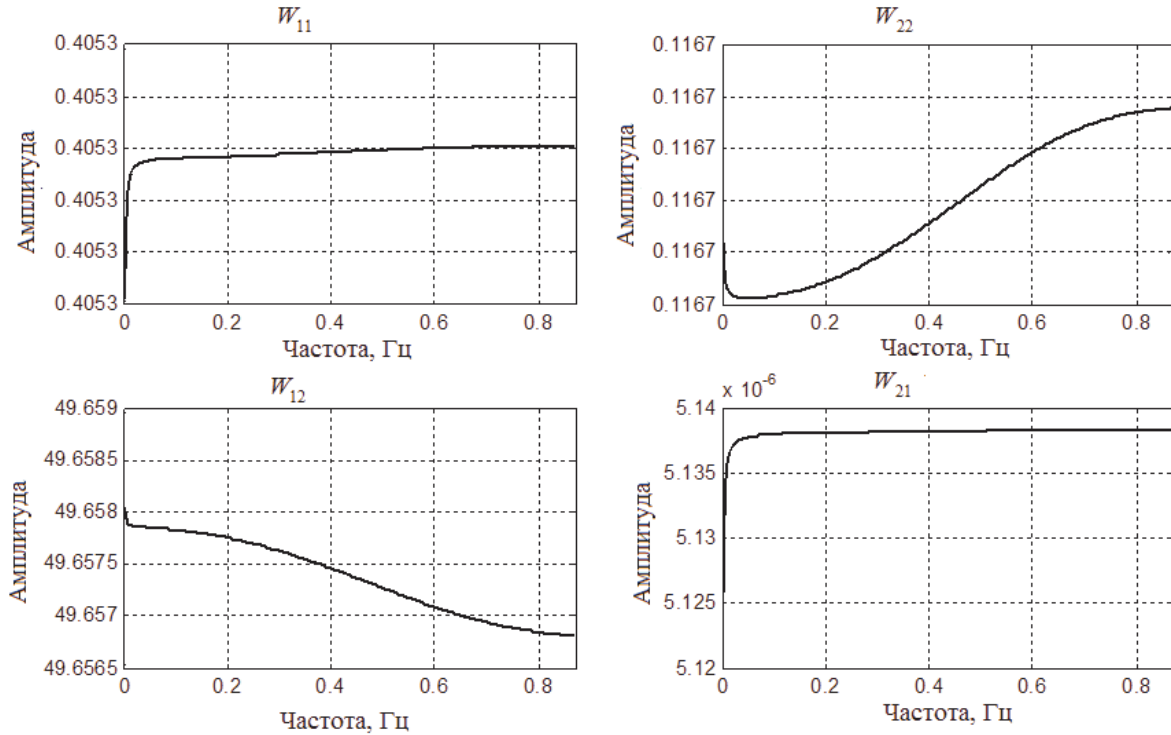 W11
0.4053
0.4053
0.4053
0.4053
0.4053
0.4053
Амплитуда
0 0.2 0.4 0.6 0.8
Частота, Гц
W22
0.1167
0.1167
0.1167
0.1167
0.1167
0.1167
Амплитуда
0 0.2 0.4 0.6 0.8
Частота, Гц
W12
49.659
49.6585
49.658
49.6575
49.657
49.6565
Амплитуда
0 0.2 0.4 0.6 0.8
Частота, Гц
x 10-6
W21
5.14
5.135
5.13
5.125
5.12
Амплитуда
0 0.2 0.4 0.6 0.8
Частота, Гц